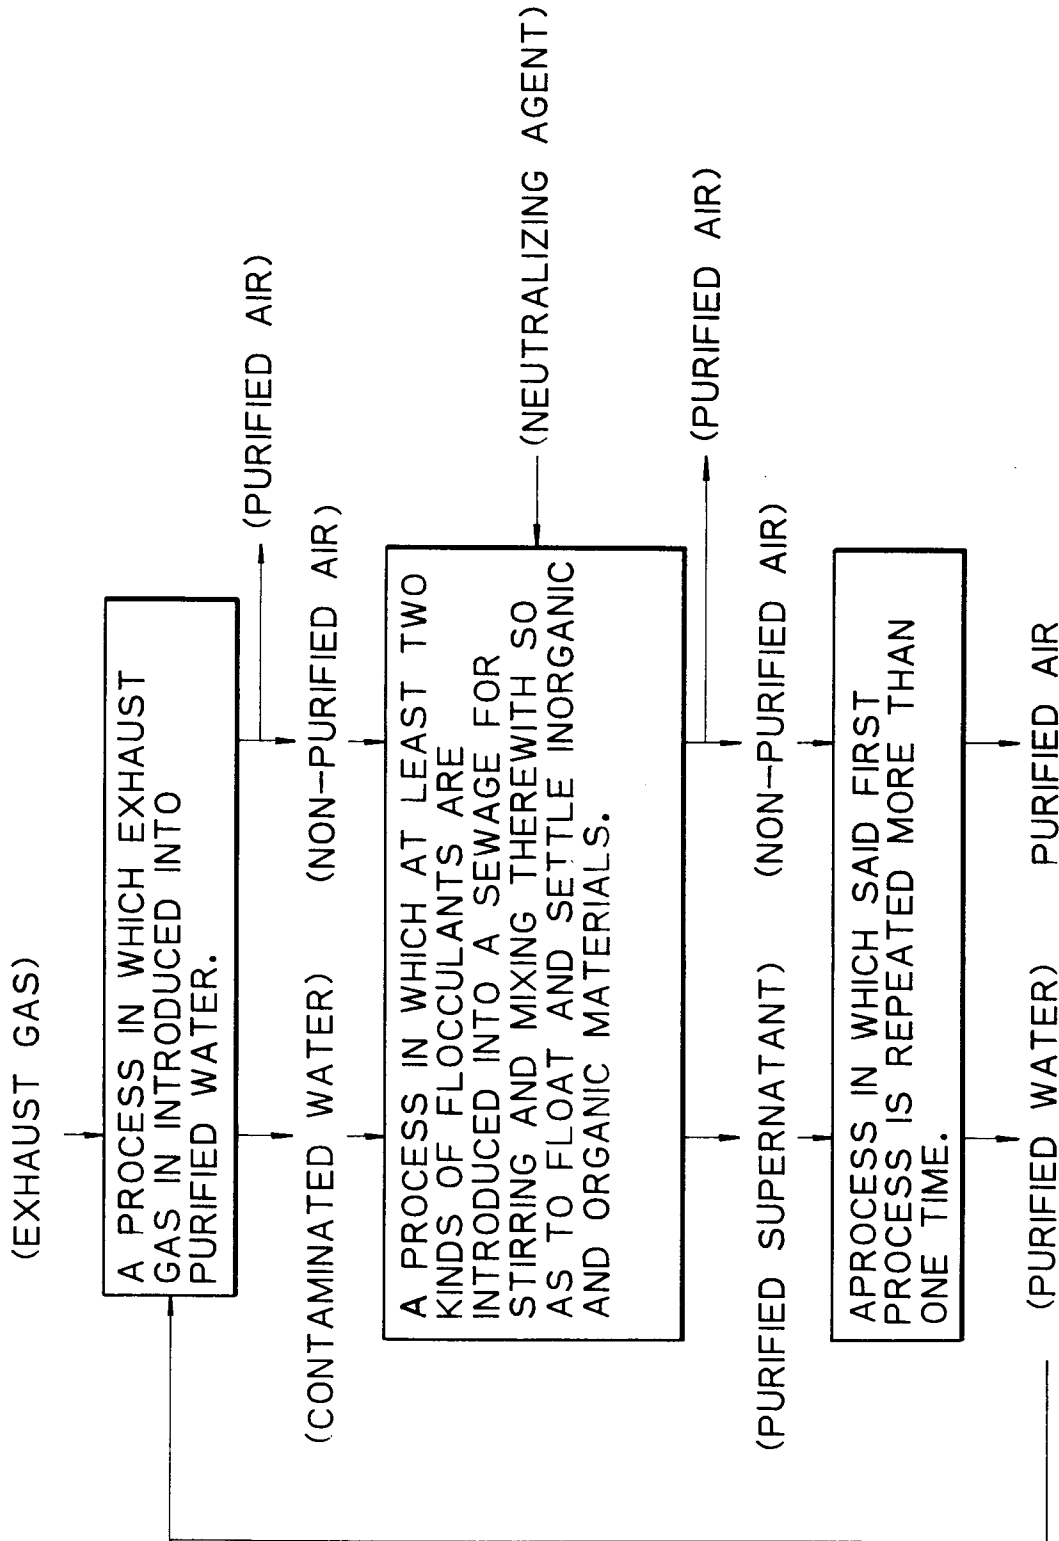 (EXHAUST GAS)
A PROCESS IN WHICH EXHAUST
GAS IN INTRODUCED INTO
PURIFIED WATER.
(PURIFIED AIR)
(CONTAMINATED WATER)
(NON-PURIFIED AIR)
A PROCESS IN WHICH AT LEAST TWO
KINDS OF FLOCCULANTS ARE
INTRODUCED INTO A SEWAGE FOR
STIRRING AND MIXING THEREWITH SO
AS TO FLOAT AND SETTLE INORGANIC
AND ORGANIC MATERIALS.
(NEUTRALIZING AGENT)
(PURIFIED AIR)
(PURIFIED SUPERNATANT)
(NON-PURIFIED AIR)
APROCESS IN WHICH SAID FIRST
PROCESS IS REPEATED MORE THAN
ONE TIME.
(PURIFIED WATER)
PURIFIED AIR